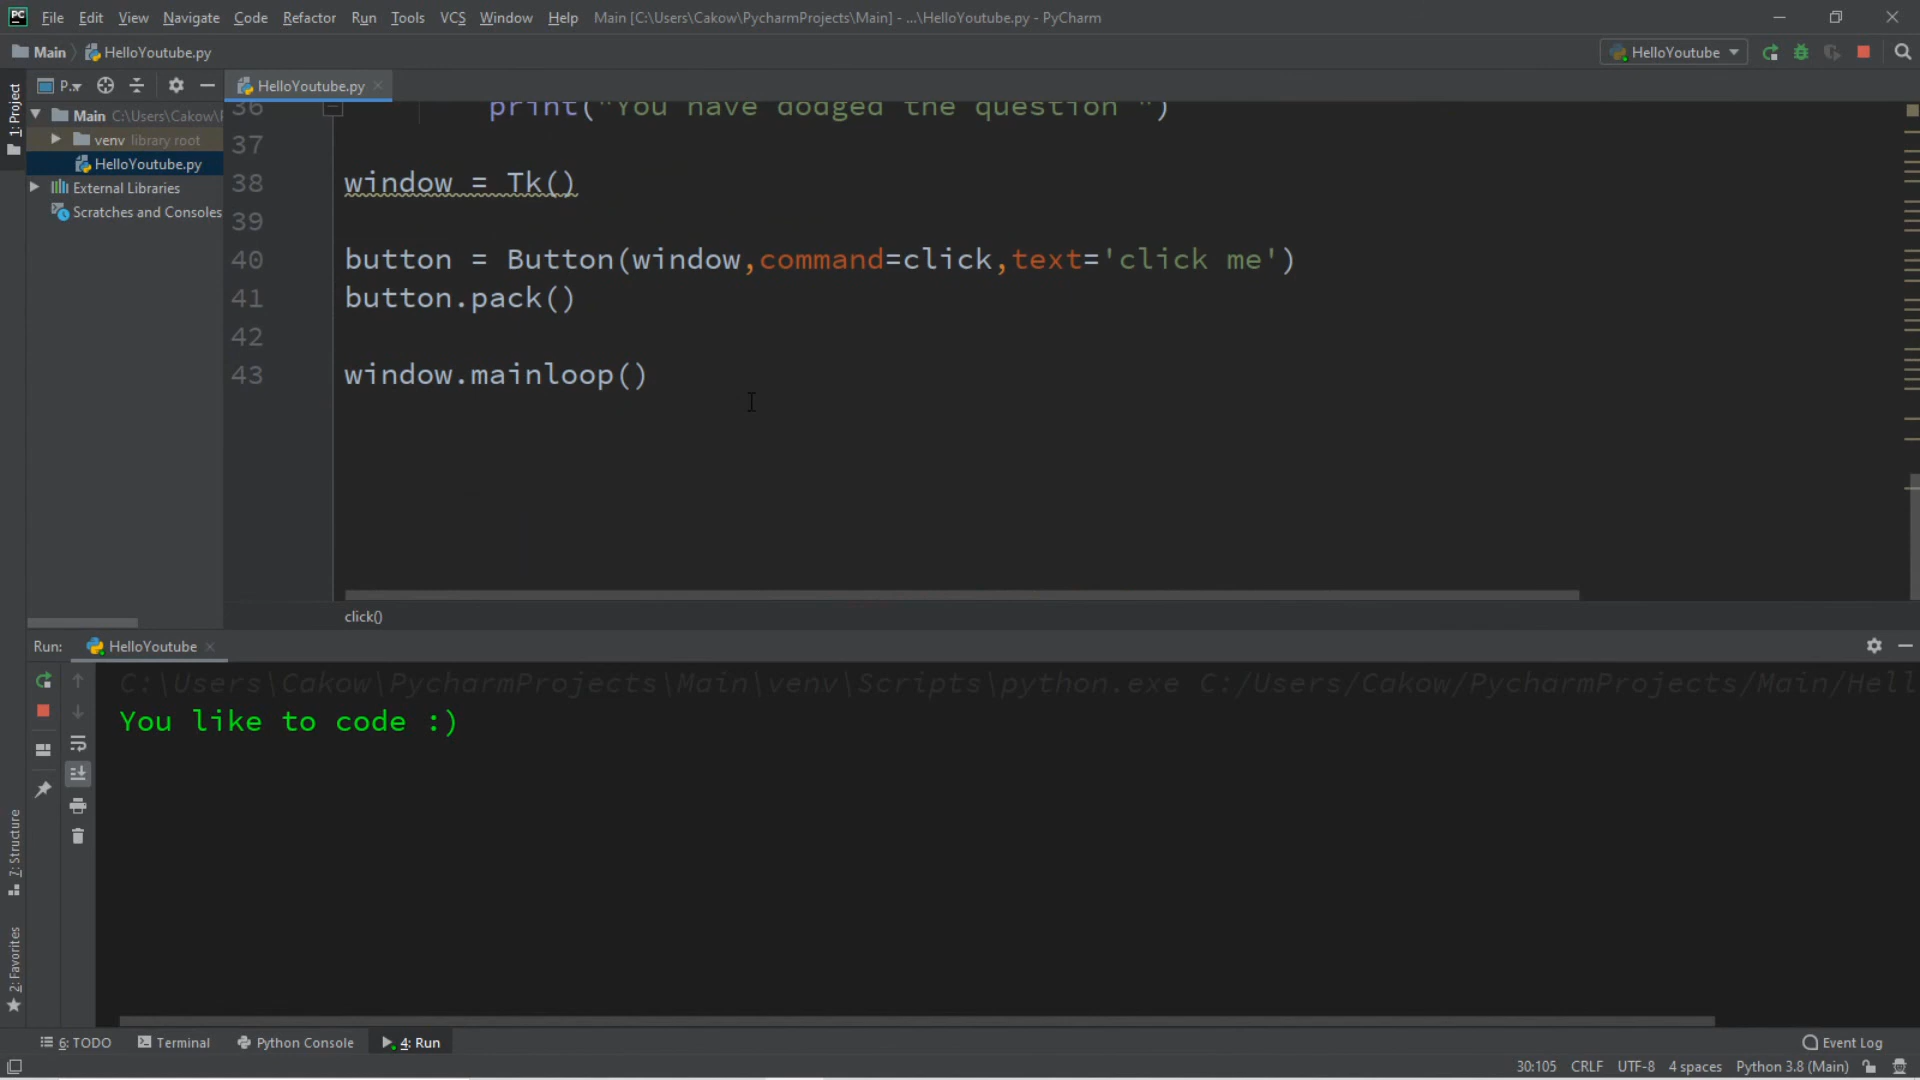 PC File Edit View Navigate Code Refactor Run Tools VCS Window Help Main [C:\Users\Cakow\PycharmProjects\Main] - ...\HelloYoutube.py - PyCharm
Main HelloYoutube.py HelloYoutube
P.. HelloYoutube.py
1: Project
Main C:\Users\Cakow\
venv library root
HelloYoutube.py
External Libraries
Scratches and Consoles
36 print("You have dodged the question ")
37
38 window = Tk()
39
40 button = Button(window,command=click,text='click me')
41 button.pack()
42
43 window.mainloop()
click()
Run: HelloYoutube
C:\Users\Cakow\PycharmProjects\Main\venv\Scripts\python.exe C:/Users/Cakow/PycharmProjects/Main/Hell
You like to code :)
7: Structure
2: Favorites
6: TODO Terminal Python Console 4: Run Event Log
30:105 CRLF UTF-8 4 spaces Python 3.8 (Main)